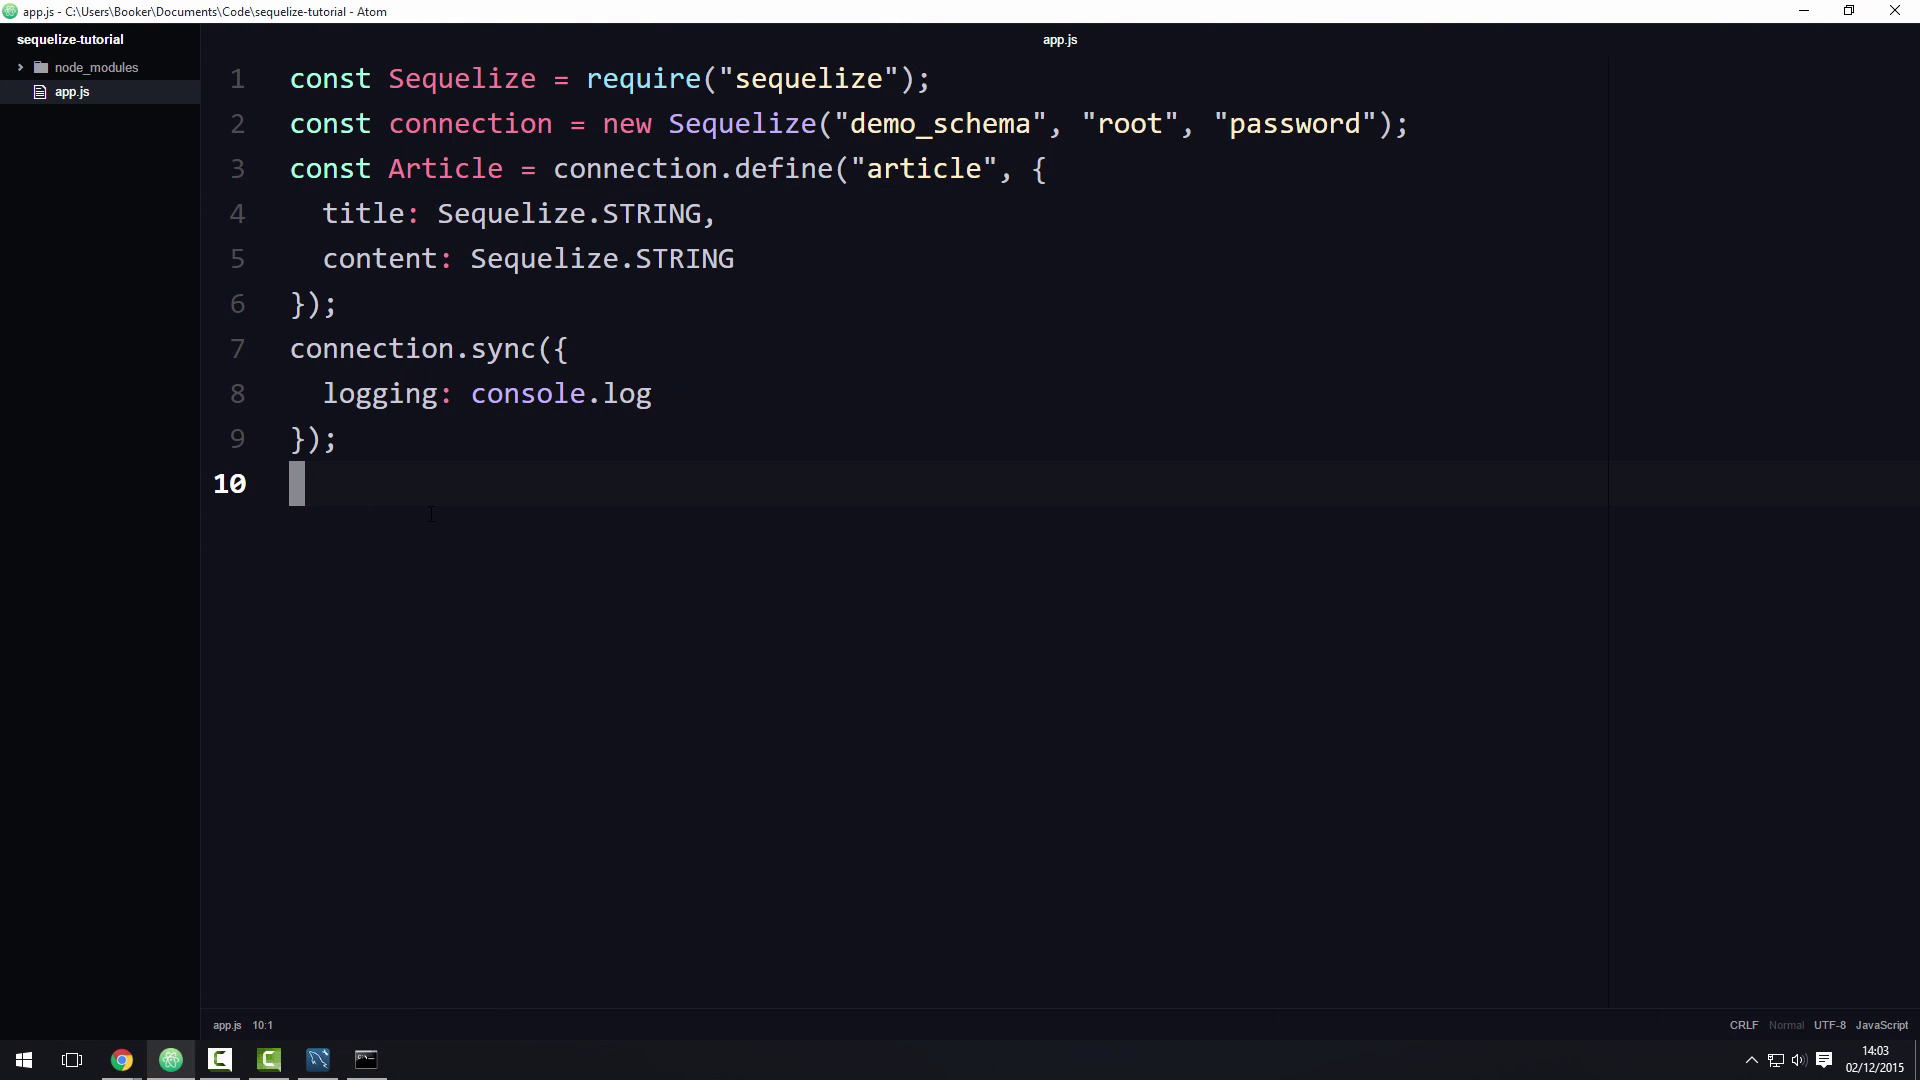 app.js - C:\Users\Booker\Documents\Code\sequelize-tutorial - Atom
sequelize-tutorial
node_modules
app.js
app.js
1 const Sequelize = require("sequelize");
2 const connection = new Sequelize("demo_schema", "root", "password");
3 const Article = connection.define("article", {
4   title: Sequelize.STRING,
5   content: Sequelize.STRING
6 });
7 connection.sync({
8   logging: console.log
9 });
10
app.js 10:1
CRLF Normal UTF-8 JavaScript
14:03
02/12/2015